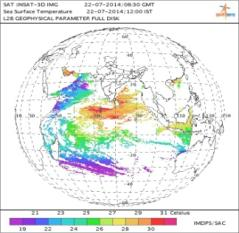 SAT :INSAT-3D IMG 22-07-2014/08:30 GMT
Sea Surface Temperature 22-07-2014/12:00 IST
L2B GEOPHYSICAL PARAMETER FULL DISK
21 23 25 27 29 31 Celsius
19 22 24 26 28 30
IMDPS/SAC